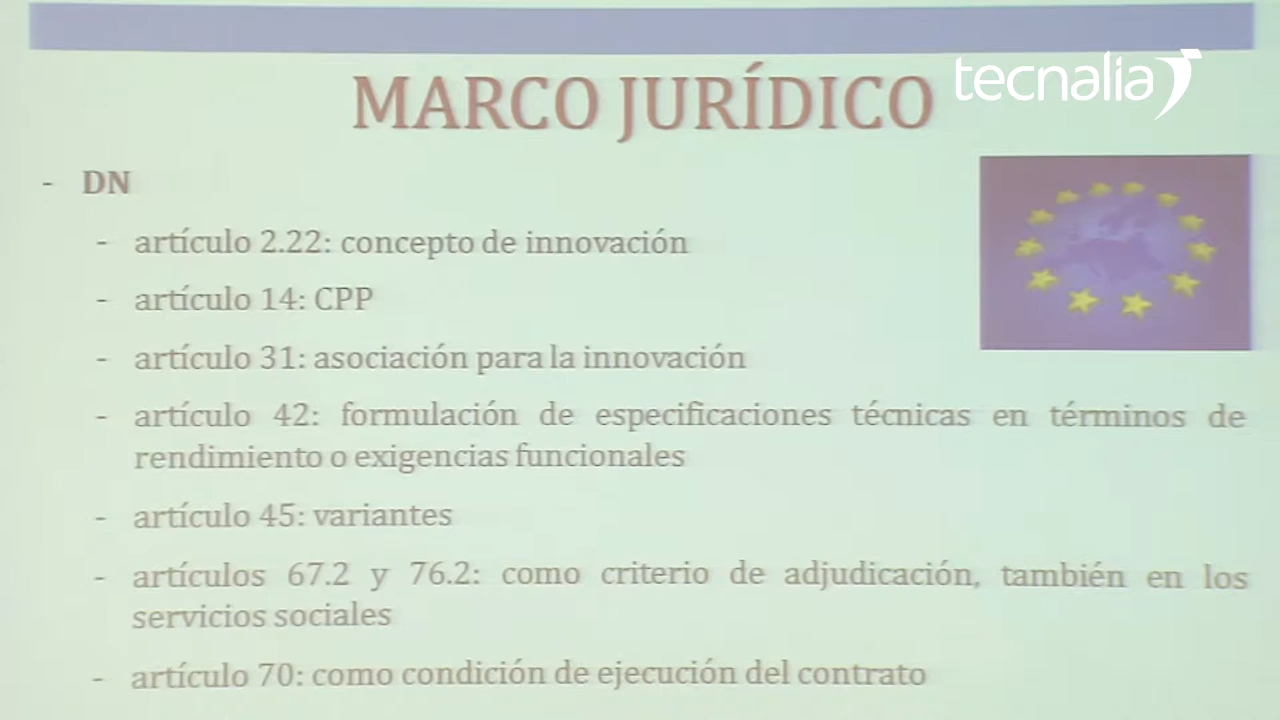 tecnalia
MARCO JURÍDICO
- DN
- artículo 2.22: concepto de innovación
- artículo 14: CPP
- artículo 31: asociación para la innovación
- artículo 42: formulación de especificaciones técnicas en términos de
rendimiento o exigencias funcionales
- artículo 45: variantes
- artículos 67.2 y 76.2: como criterio de adjudicación, también en los
servicios sociales
- artículo 70: como condición de ejecución del contrato